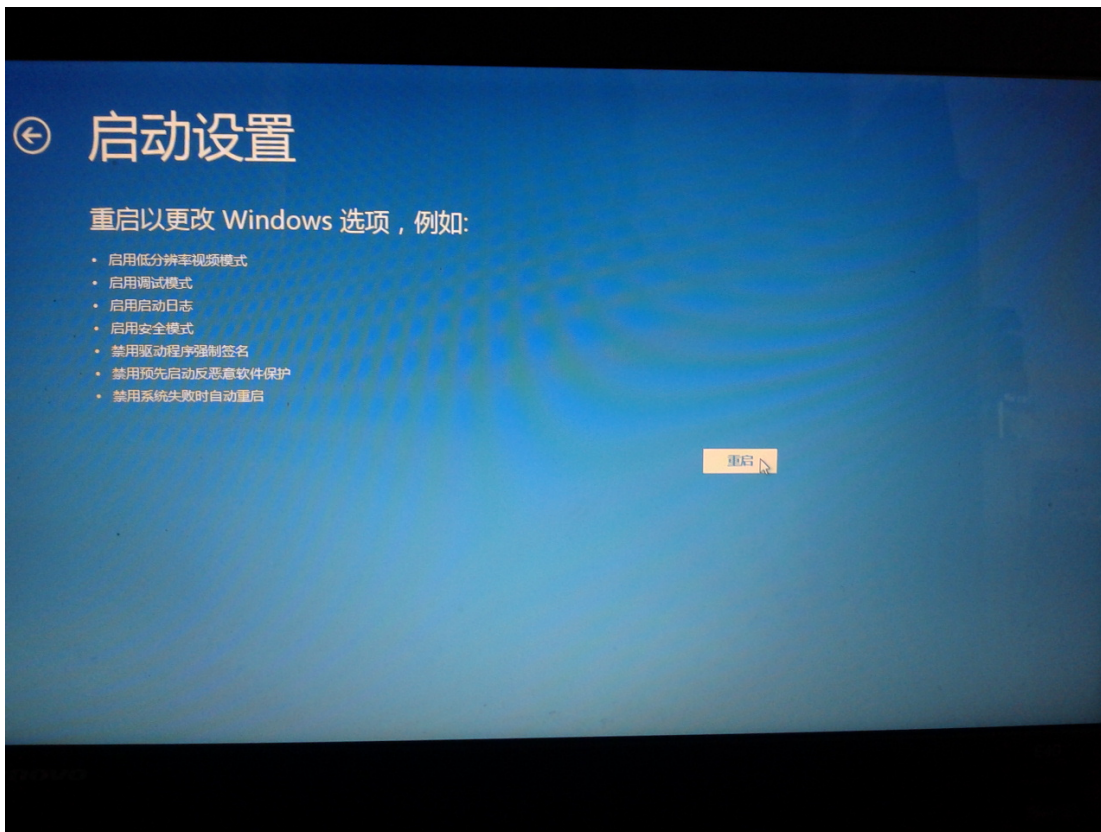 启动设置
重启以更改 Windows 选项，例如:
• 启用低分辨率视频模式
• 启用调试模式
• 启用启动日志
• 启用安全模式
• 禁用驱动程序强制签名
• 禁用预先启动反恶意软件保护
• 禁用系统失败时自动重启
重启